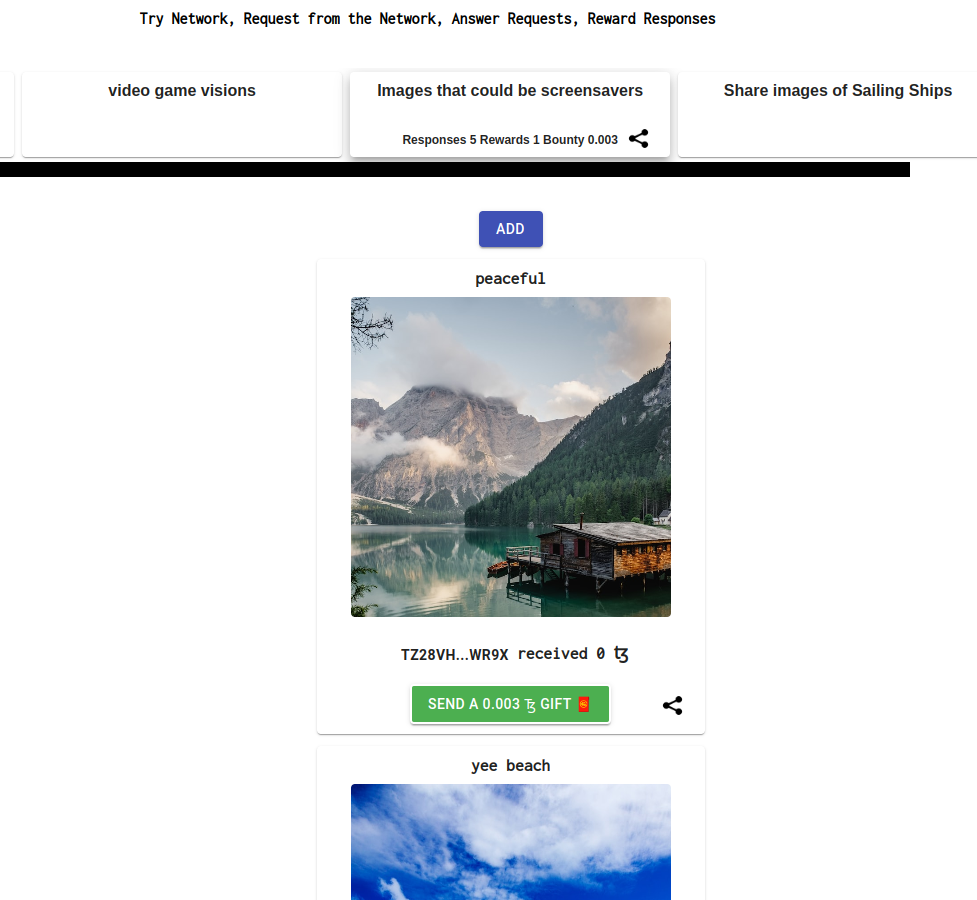 Try Network, Request from the Network, Answer Requests, Reward Responses
video game visions
Images that could be screensavers
Responses 5 Rewards 1 Bounty 0.003
Share images of Sailing Ships
ADD
peaceful
TZ28VH...WR9X received 0 ꜩ
SEND A 0.003 ꜩ GIFT 🧧
yee beach